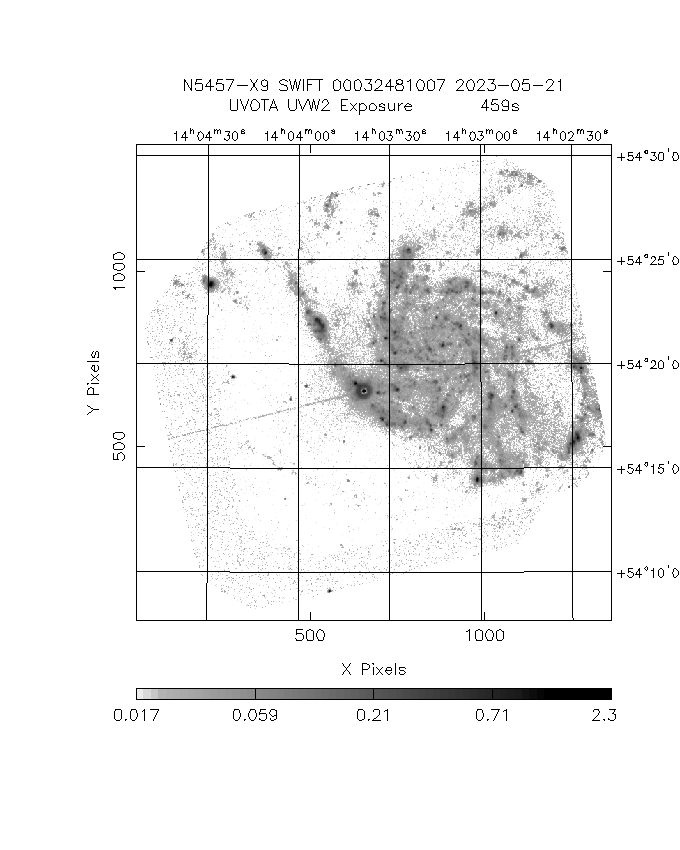 N5457-X9 SWIFT 00032481007 2023-05-21
UVOTA UVW2 Exposure 459s
14ʰ04ᵐ30ˢ 14ʰ04ᵐ00ˢ 14ʰ03ᵐ30ˢ 14ʰ03ᵐ00ˢ 14ʰ02ᵐ30ˢ
+54°30'0
+54°25'0
1000
+54°20'0
Y Pixels
500
+54°15'0
+54°10'0
500 1000
X Pixels
0.017 0.059 0.21 0.71 2.3